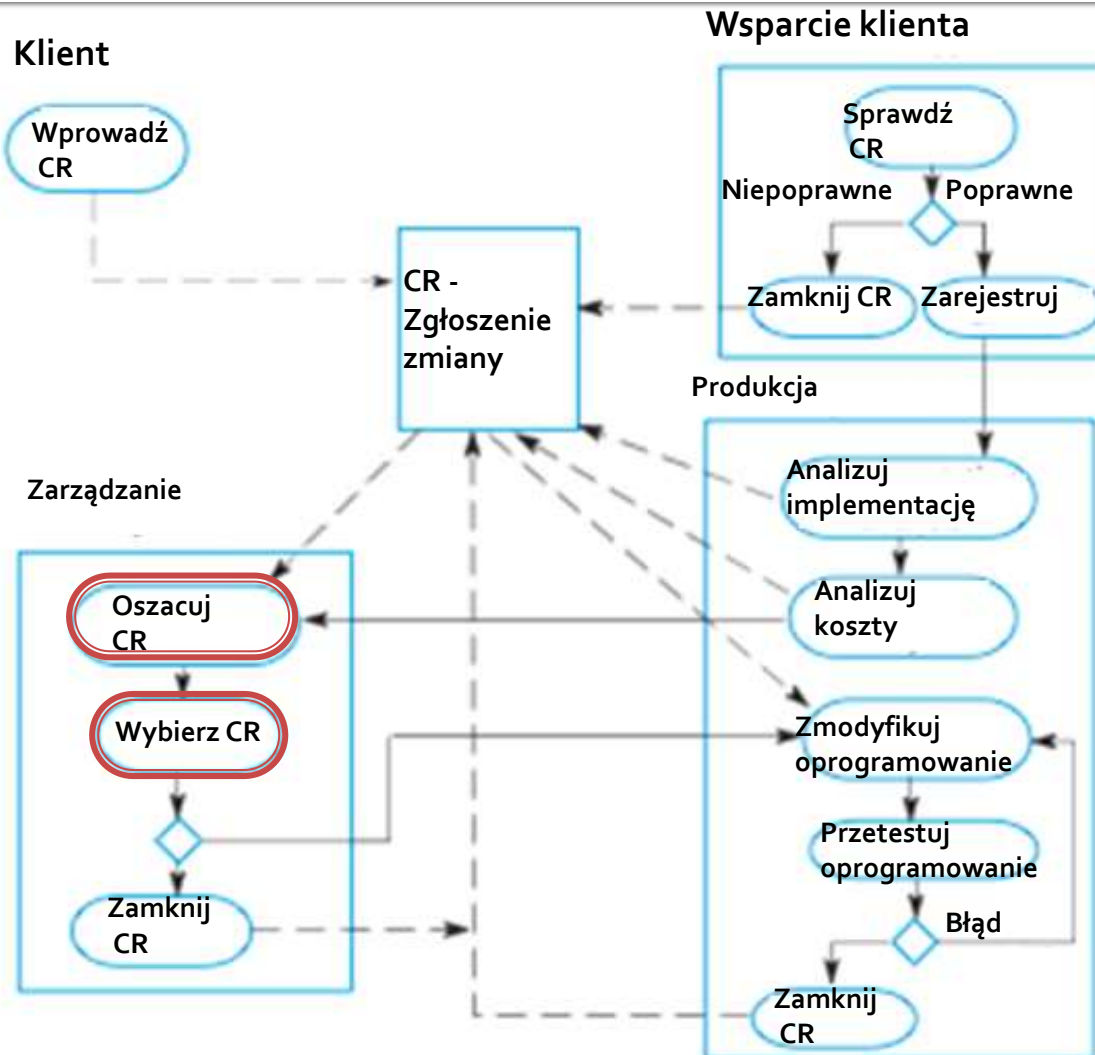 Klient
Wsparcie klienta
Wprowadź
CR
Sprawdź
CR
Niepoprawne
Poprawne
CR -
Zgłoszenie
zmiany
Zamknij CR
Zarejestruj
Produkcja
Zarządzanie
Analizuj
implementację
Oszacuj
CR
Analizuj
koszty
Wybierz CR
Zmodyfikuj
oprogramowanie
Przetestuj
oprogramowanie
Zamknij
CR
Błąd
Zamknij
CR